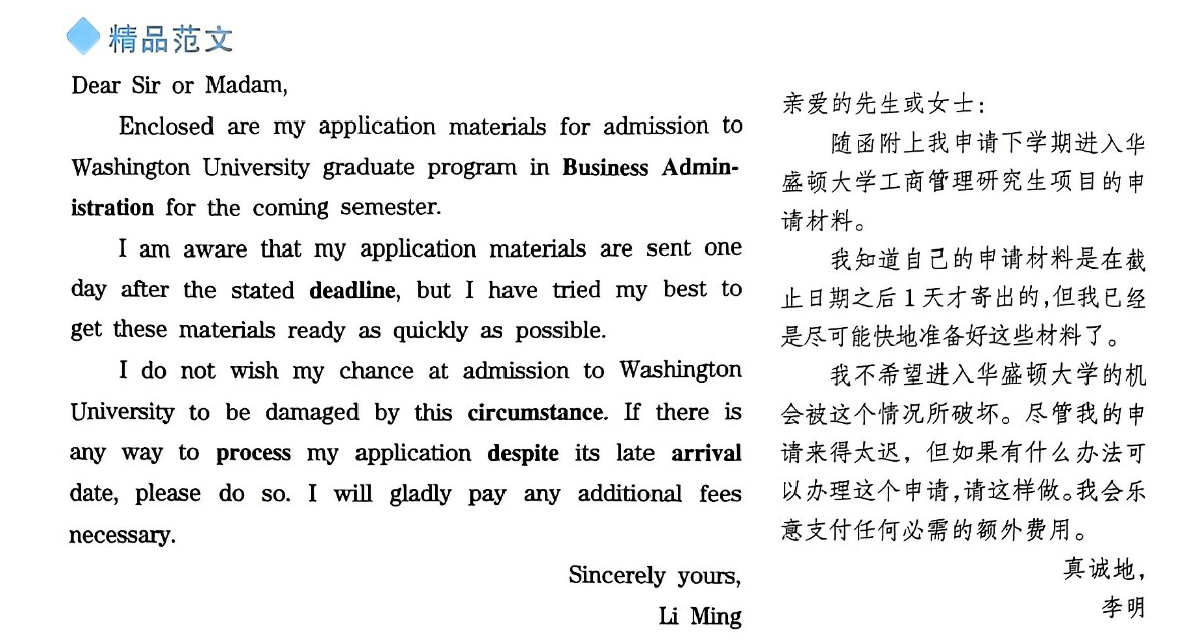 精品范文
Dear Sir or Madam,
Enclosed are my application materials for admission to
Washington University graduate program in Business Admin-
istration for the coming semester.
I am aware that my application materials are sent one
day after the stated deadline, but I have tried my best to
get these materials ready as quickly as possible.
I do not wish my chance at admission to Washington
University to be damaged by this circumstance. If there is
any way to process my application despite its late arrival
date, please do so. I will gladly pay any additional fees
necessary.
Sincerely yours,
Li Ming
亲爱的先生或女士：
随函附上我申请下学期进入华
盛顿大学工商管理研究生项目的申
请材料。
我知道自己的申请材料是在截
止日期之后1天才寄出的，但我已经
是尽可能快地准备好这些材料了。
我不希望进入华盛顿大学的机
会被这个情况所破坏。尽管我的申
请来得太迟，但如果有什么办法可
以办理这个申请，请这样做。我会乐
意支付任何必需的额外费用。
真诚地，
李明